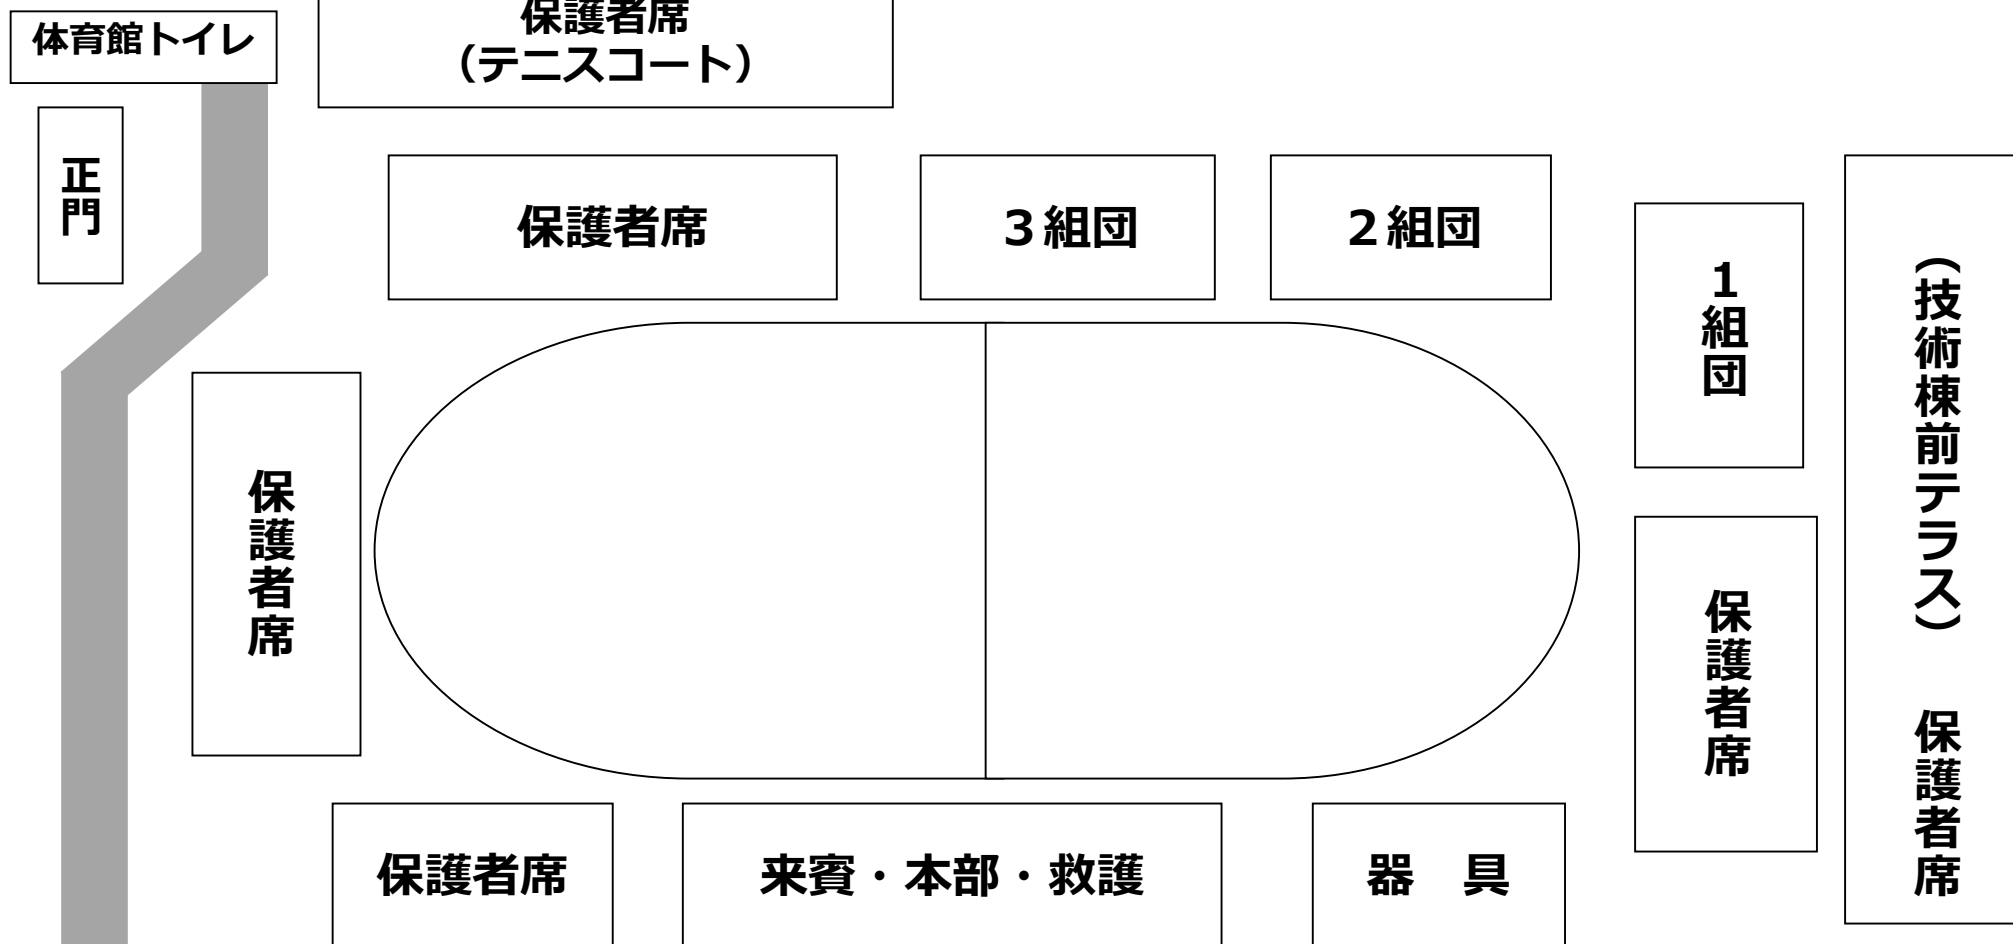 体育館トイレ
保護者席
（テニスコート）
正門
保護者席
３組団
２組団
１組団
（技術棟前テラス）　保護者席
保護者席
保護者席
保護者席
来賓・本部・救護
器　具